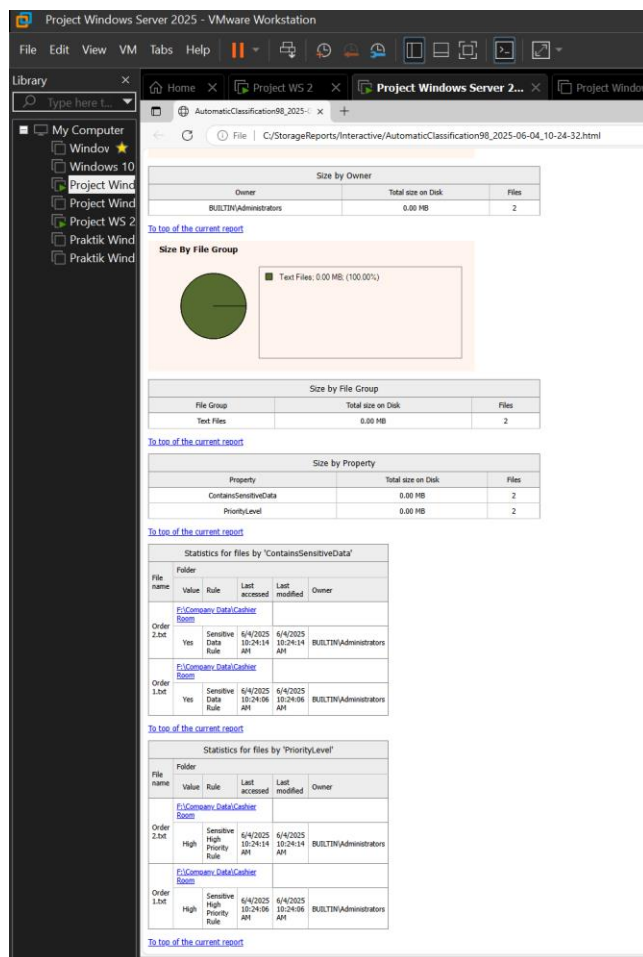 Project Windows Server 2025 - VMware Workstation
File Edit View VM Tabs Help
Library
Type here t...
My Computer
Window
Windows 10
Project Wind
Project Wind
Project WS 2
Praktik Wind
Praktik Wind
Home Project WS 2 Project Windows Server 2... Project Window
AutomaticClassification98_2025-0
File C:/StorageReports/Interactive/AutomaticClassification98_2025-06-04_10-24-32.html
Size by Owner
Owner Total size on Disk Files
BUILTIN\Administrators 0.00 MB 2
To top of the current report
Size By File Group
Text Files; 0.00 MB; (100.00%)
Size by File Group
File Group Total size on Disk Files
Text Files 0.00 MB 2
To top of the current report
Size by Property
Property Total size on Disk Files
ContainsSensitiveData 0.00 MB 2
PriorityLevel 0.00 MB 2
To top of the current report
Statistics for files by 'ContainsSensitiveData'
File name
Folder
Value Rule Last accessed Last modified Owner
Order 2.txt
F:\Company Data\Cashier Room
Yes Sensitive Data Rule 6/4/2025 10:24:14 AM 6/4/2025 10:24:14 AM BUILTIN\Administrators
Order 1.txt
F:\Company Data\Cashier Room
Yes Sensitive Data Rule 6/4/2025 10:24:06 AM 6/4/2025 10:24:06 AM BUILTIN\Administrators
To top of the current report
Statistics for files by 'PriorityLevel'
File name
Folder
Value Rule Last accessed Last modified Owner
Order 2.txt
F:\Company Data\Cashier Room
High Sensitive High Priority Rule 6/4/2025 10:24:14 AM 6/4/2025 10:24:14 AM BUILTIN\Administrators
Order 1.txt
F:\Company Data\Cashier Room
High Sensitive High Priority Rule 6/4/2025 10:24:06 AM 6/4/2025 10:24:06 AM BUILTIN\Administrators
To top of the current report